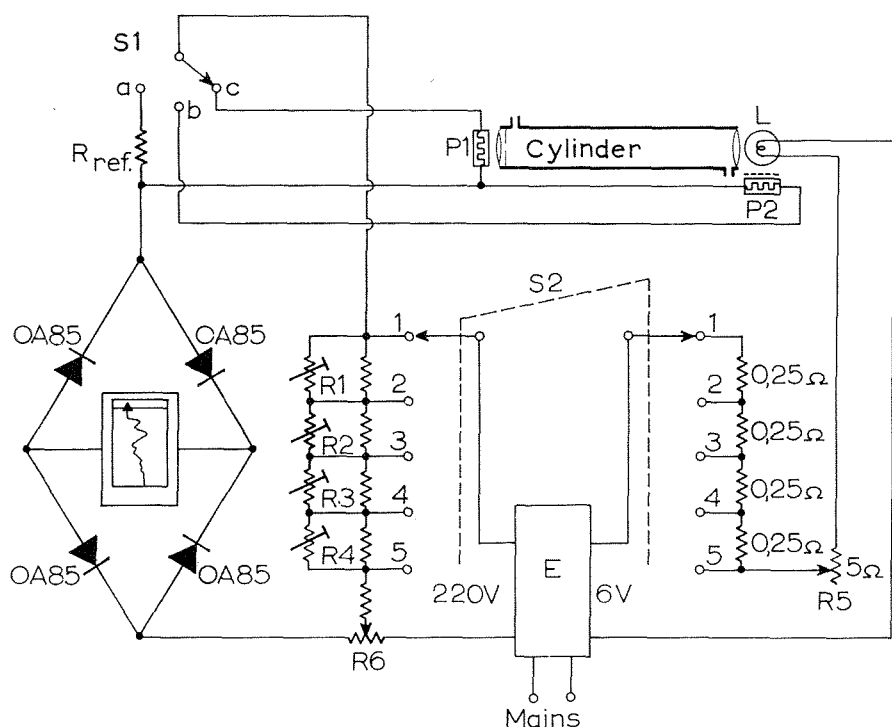 S1
a
c
b
R ref.
P1
Cylinder
L
P2
S2
OA85
OA85
1
1
R1
2
2
0,25Ω
R2
3
3
0,25Ω
R3
4
4
0,25Ω
R4
5
5
0,25Ω
OA85
OA85
220V
E
6V
5Ω
R5
R6
Mains